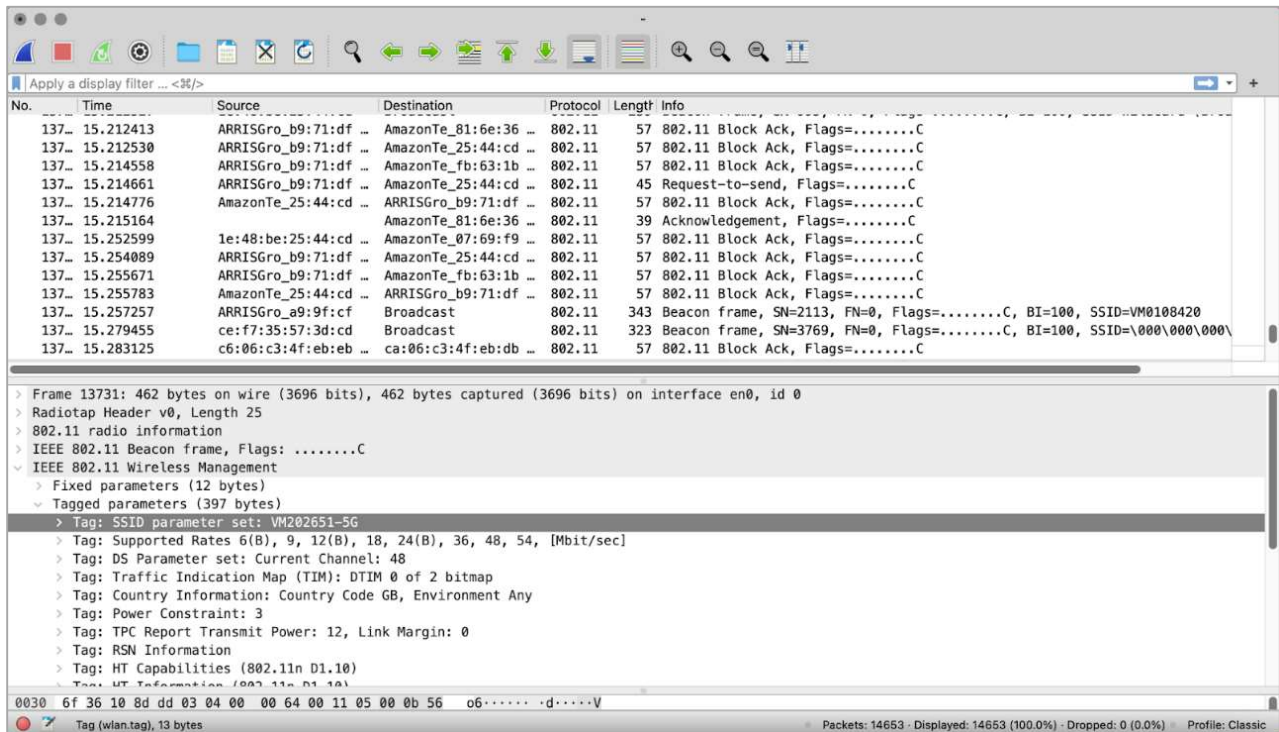 Apply a display filter ... <⌘/>
No. Time Source Destination Protocol Length Info
137… 15.212413 ARRISGro_b9:71:df … AmazonTe_81:6e:36 … 802.11 57 802.11 Block Ack, Flags=........C
137… 15.212530 ARRISGro_b9:71:df … AmazonTe_25:44:cd … 802.11 57 802.11 Block Ack, Flags=........C
137… 15.214558 ARRISGro_b9:71:df … AmazonTe_fb:63:1b … 802.11 57 802.11 Block Ack, Flags=........C
137… 15.214661 ARRISGro_b9:71:df … AmazonTe_25:44:cd … 802.11 45 Request-to-send, Flags=........C
137… 15.214776 AmazonTe_25:44:cd … ARRISGro_b9:71:df … 802.11 57 802.11 Block Ack, Flags=........C
137… 15.215164 AmazonTe_81:6e:36 … 802.11 39 Acknowledgement, Flags=........C
137… 15.252599 1e:48:be:25:44:cd … AmazonTe_07:69:f9 … 802.11 57 802.11 Block Ack, Flags=........C
137… 15.254089 ARRISGro_b9:71:df … AmazonTe_25:44:cd … 802.11 57 802.11 Block Ack, Flags=........C
137… 15.255671 ARRISGro_b9:71:df … AmazonTe_fb:63:1b … 802.11 57 802.11 Block Ack, Flags=........C
137… 15.255783 AmazonTe_25:44:cd … ARRISGro_b9:71:df … 802.11 57 802.11 Block Ack, Flags=........C
137… 15.257257 ARRISGro_a9:9f:cf Broadcast 802.11 343 Beacon frame, SN=2113, FN=0, Flags=........C, BI=100, SSID=VM0108420
137… 15.279455 ce:f7:35:57:3d:cd Broadcast 802.11 323 Beacon frame, SN=3769, FN=0, Flags=........C, BI=100, SSID=\000\000\000\
137… 15.283125 c6:06:c3:4f:eb:eb … ca:06:c3:4f:eb:db … 802.11 57 802.11 Block Ack, Flags=........C
Frame 13731: 462 bytes on wire (3696 bits), 462 bytes captured (3696 bits) on interface en0, id 0
Radiotap Header v0, Length 25
802.11 radio information
IEEE 802.11 Beacon frame, Flags: ........C
IEEE 802.11 Wireless Management
Fixed parameters (12 bytes)
Tagged parameters (397 bytes)
Tag: SSID parameter set: VM202651-5G
Tag: Supported Rates 6(B), 9, 12(B), 18, 24(B), 36, 48, 54, [Mbit/sec]
Tag: DS Parameter set: Current Channel: 48
Tag: Traffic Indication Map (TIM): DTIM 0 of 2 bitmap
Tag: Country Information: Country Code GB, Environment Any
Tag: Power Constraint: 3
Tag: TPC Report Transmit Power: 12, Link Margin: 0
Tag: RSN Information
Tag: HT Capabilities (802.11n D1.10)
Tag: HT Information (802.11n D1.10)
0030 6f 36 10 8d dd 03 04 00 00 64 00 11 05 00 0b 56 o6······ ·d·····V
Tag (wlan.tag), 13 bytes Packets: 14653 · Displayed: 14653 (100.0%) · Dropped: 0 (0.0%) Profile: Classic